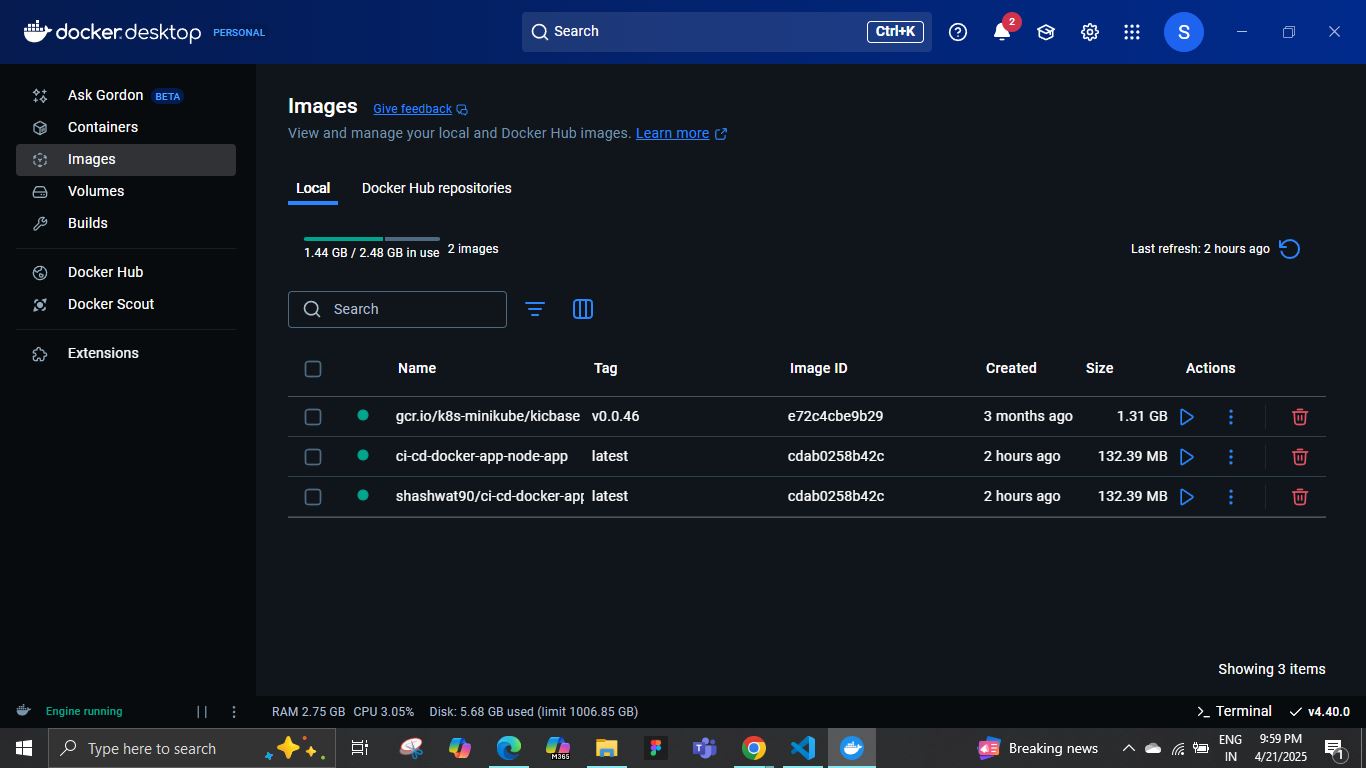 docker.desktop PERSONAL
Search Ctrl+K
2
S
Ask Gordon BETA
Containers
Images
Volumes
Builds
Docker Hub
Docker Scout
Extensions
Images Give feedback
View and manage your local and Docker Hub images. Learn more
Local Docker Hub repositories
1.44 GB / 2.48 GB in use 2 images
Last refresh: 2 hours ago
Search
Name Tag Image ID Created Size Actions
gcr.io/k8s-minikube/kicbase v0.0.46 e72c4cbe9b29 3 months ago 1.31 GB
ci-cd-docker-app-node-app latest cdab0258b42c 2 hours ago 132.39 MB
shashwat90/ci-cd-docker-app latest cdab0258b42c 2 hours ago 132.39 MB
Showing 3 items
Engine running
RAM 2.75 GB CPU 3.05% Disk: 5.68 GB used (limit 1006.85 GB)
Terminal v4.40.0
Type here to search
M365
Breaking news
ENG
IN
9:59 PM
4/21/2025
1